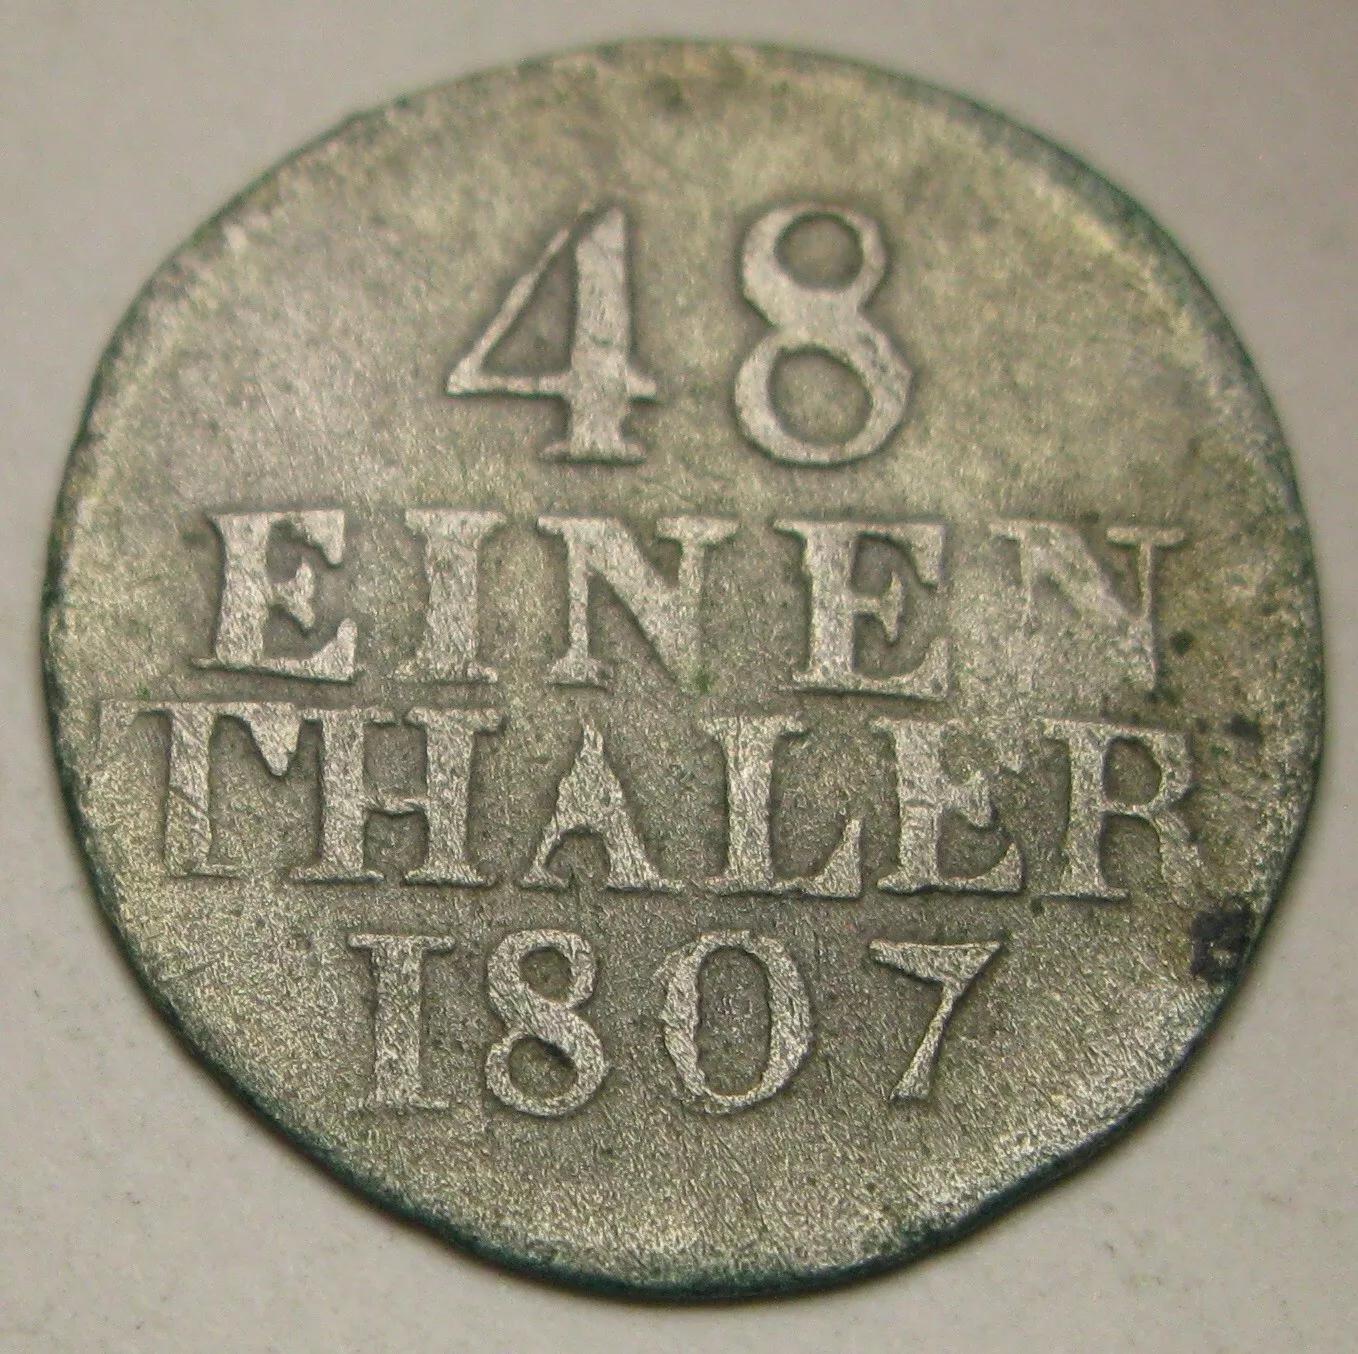 48
EINEN
THALER
1807